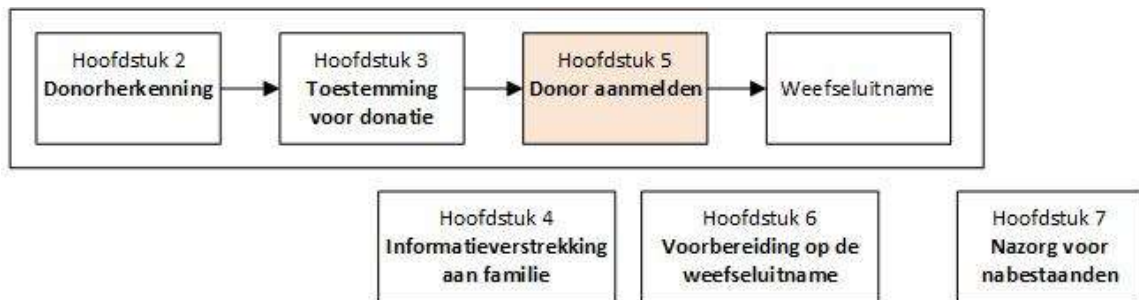 Hoofdstuk 2
Donorherkenning
Hoofdstuk 3
Toestemming
voor donatie
Hoofdstuk 5
Donor aanmelden
Weefseluitname
Hoofdstuk 4
Informatieverstrekking
aan familie
Hoofdstuk 6
Voorbereiding op de
weefseluitname
Hoofdstuk 7
Nazorg voor
nabestaanden